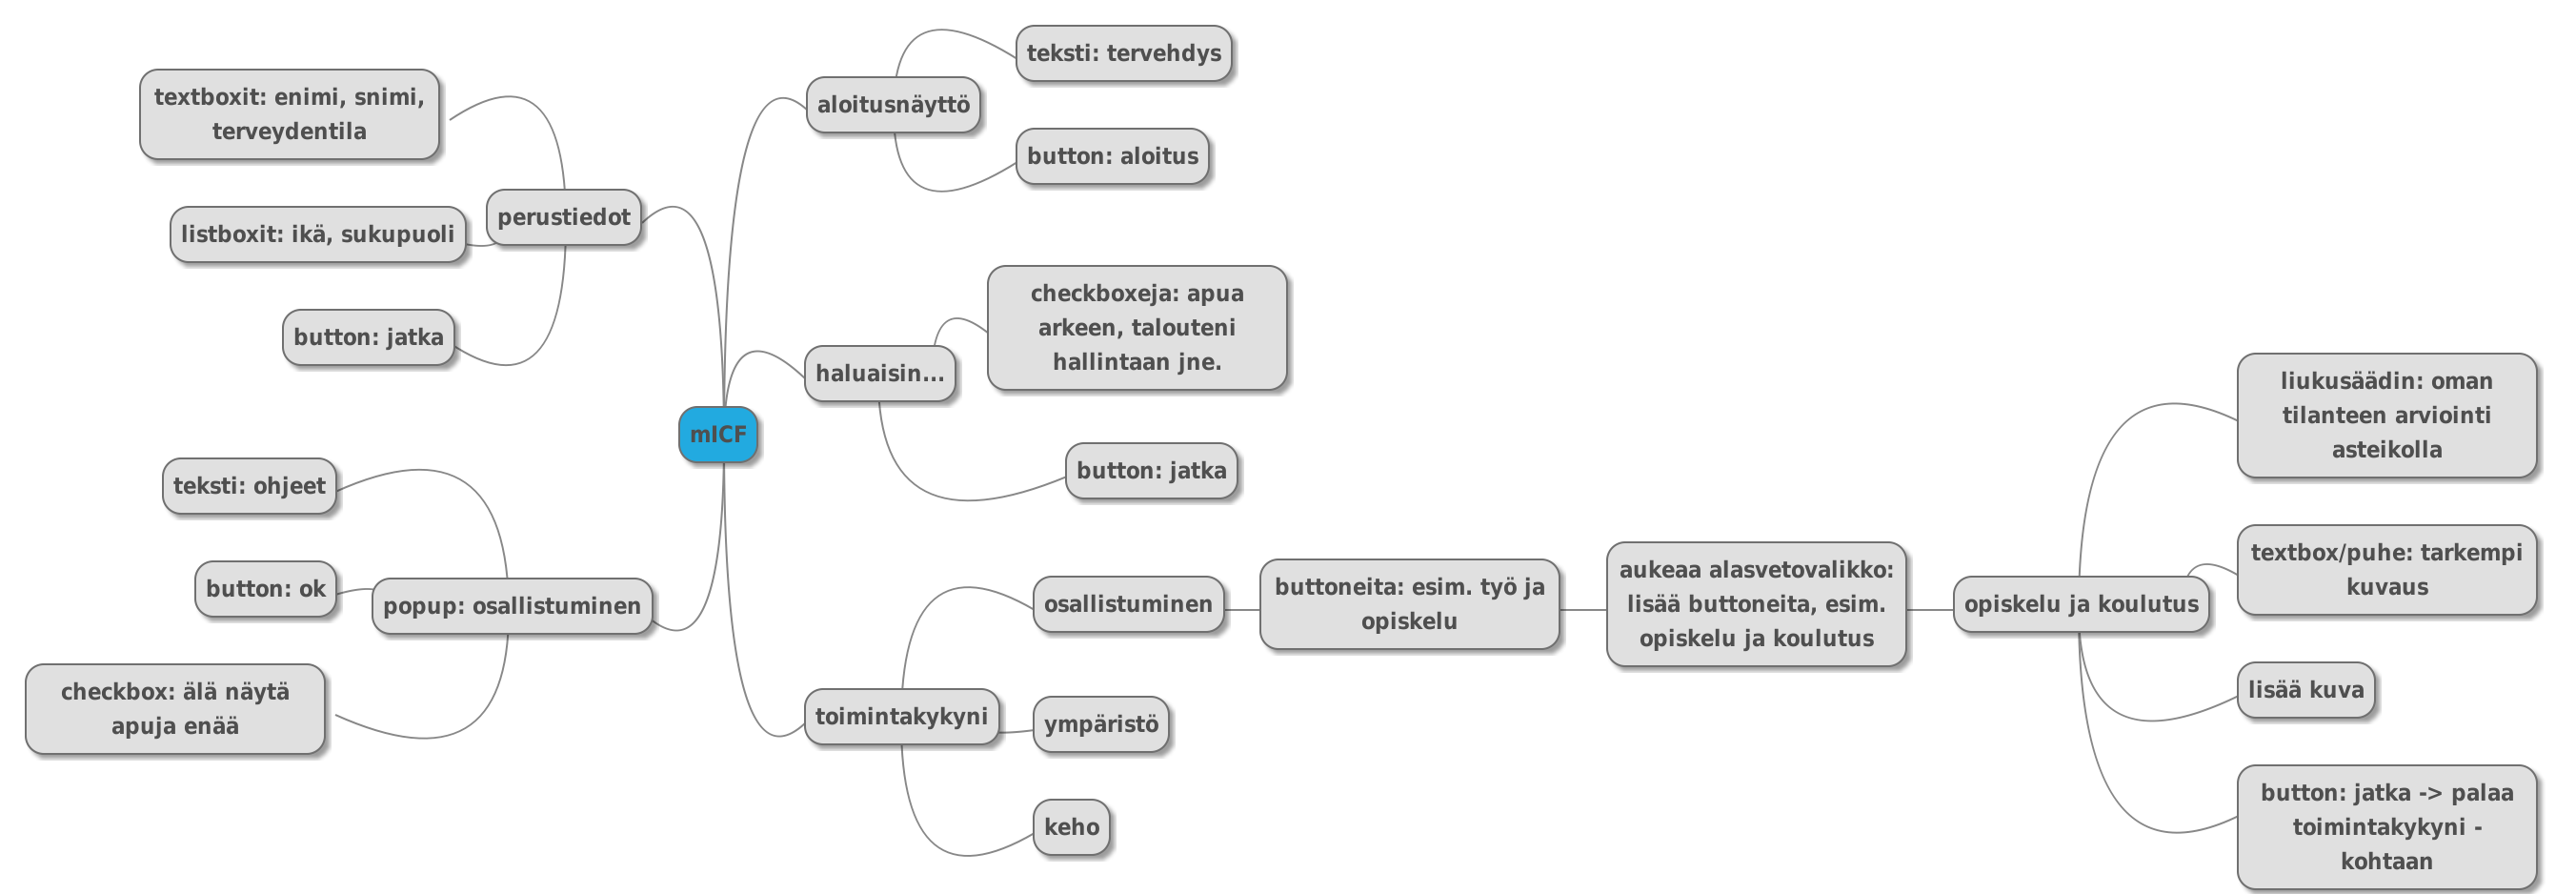 mICF
aloitusnäyttö
teksti: tervehdys
button: aloitus
perustiedot
textboxit: enimi, snimi,
terveydentila
listboxit: ikä, sukupuoli
button: jatka
haluaisin...
checkboxeja: apua
arkeen, talouteni
hallintaan jne.
button: jatka
popup: osallistuminen
teksti: ohjeet
button: ok
checkbox: älä näytä
apuja enää
toimintakykyni
osallistuminen
buttoneita: esim. työ ja
opiskelu
aukeaa alasvetovalikko:
lisää buttoneita, esim.
opiskelu ja koulutus
opiskelu ja koulutus
liukusäädin: oman
tilanteen arviointi
asteikolla
textbox/puhe: tarkempi
kuvaus
lisää kuva
button: jatka -> palaa
toimintakykyni -
kohtaan
ympäristö
keho